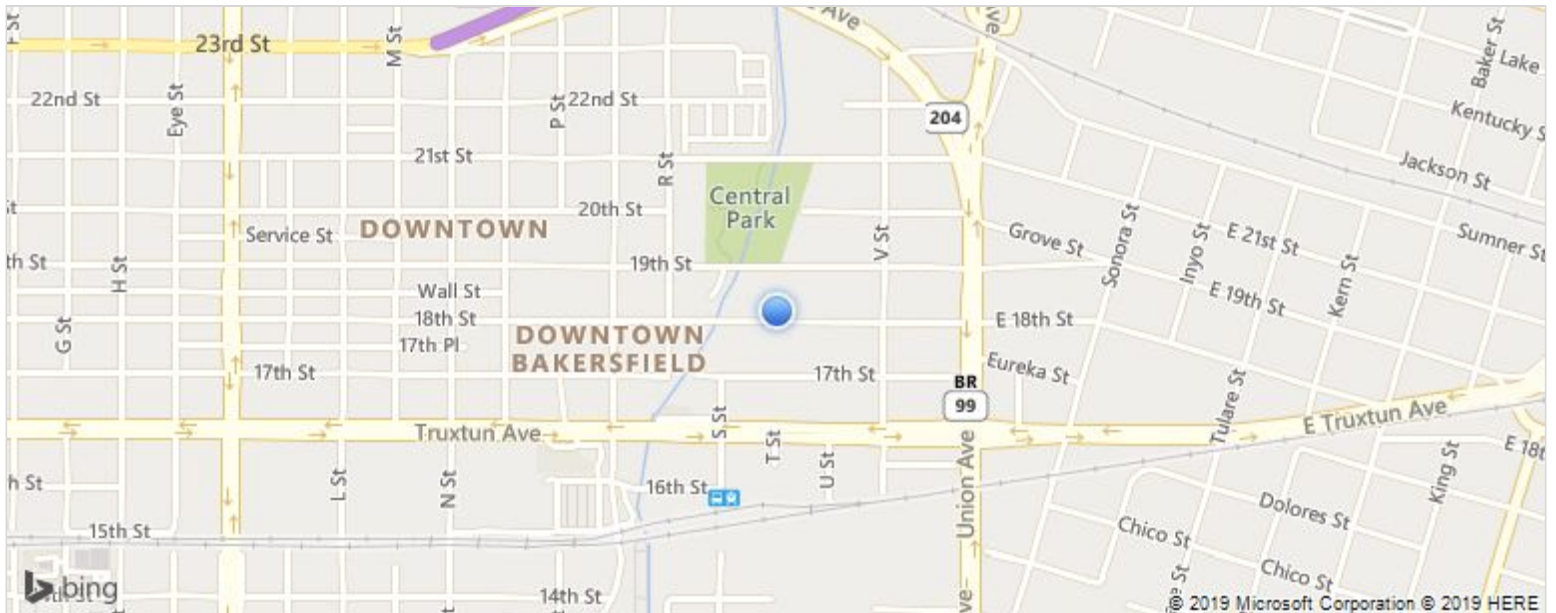 St
23rd St
M St
Ave
Ave
Baker St
Lake
22nd St
Eye St
P St
22nd St
204
Kentucky S
21st St
R St
Jackson St
Central
Park
20th St
Service St
DOWNTOWN
V St
Grove St
Sonora St
Inyo St
E 21st St
Sumner St
th St
H St
19th St
Kern St
E 19th St
Wall St
18th St
E 18th St
G St
17th Pl
DOWNTOWN
BAKERSFIELD
17th St
17th St
Eureka St
BR
99
Tulare St
Truxtun Ave
S St
E Truxtun Ave
T St
U St
Union Ave
King St
E 18t
h St
L St
N St
16th St
Dolores St
15th St
Chico St
Chico St
bing
14th St
© 2019 Microsoft Corporation © 2019 HERE